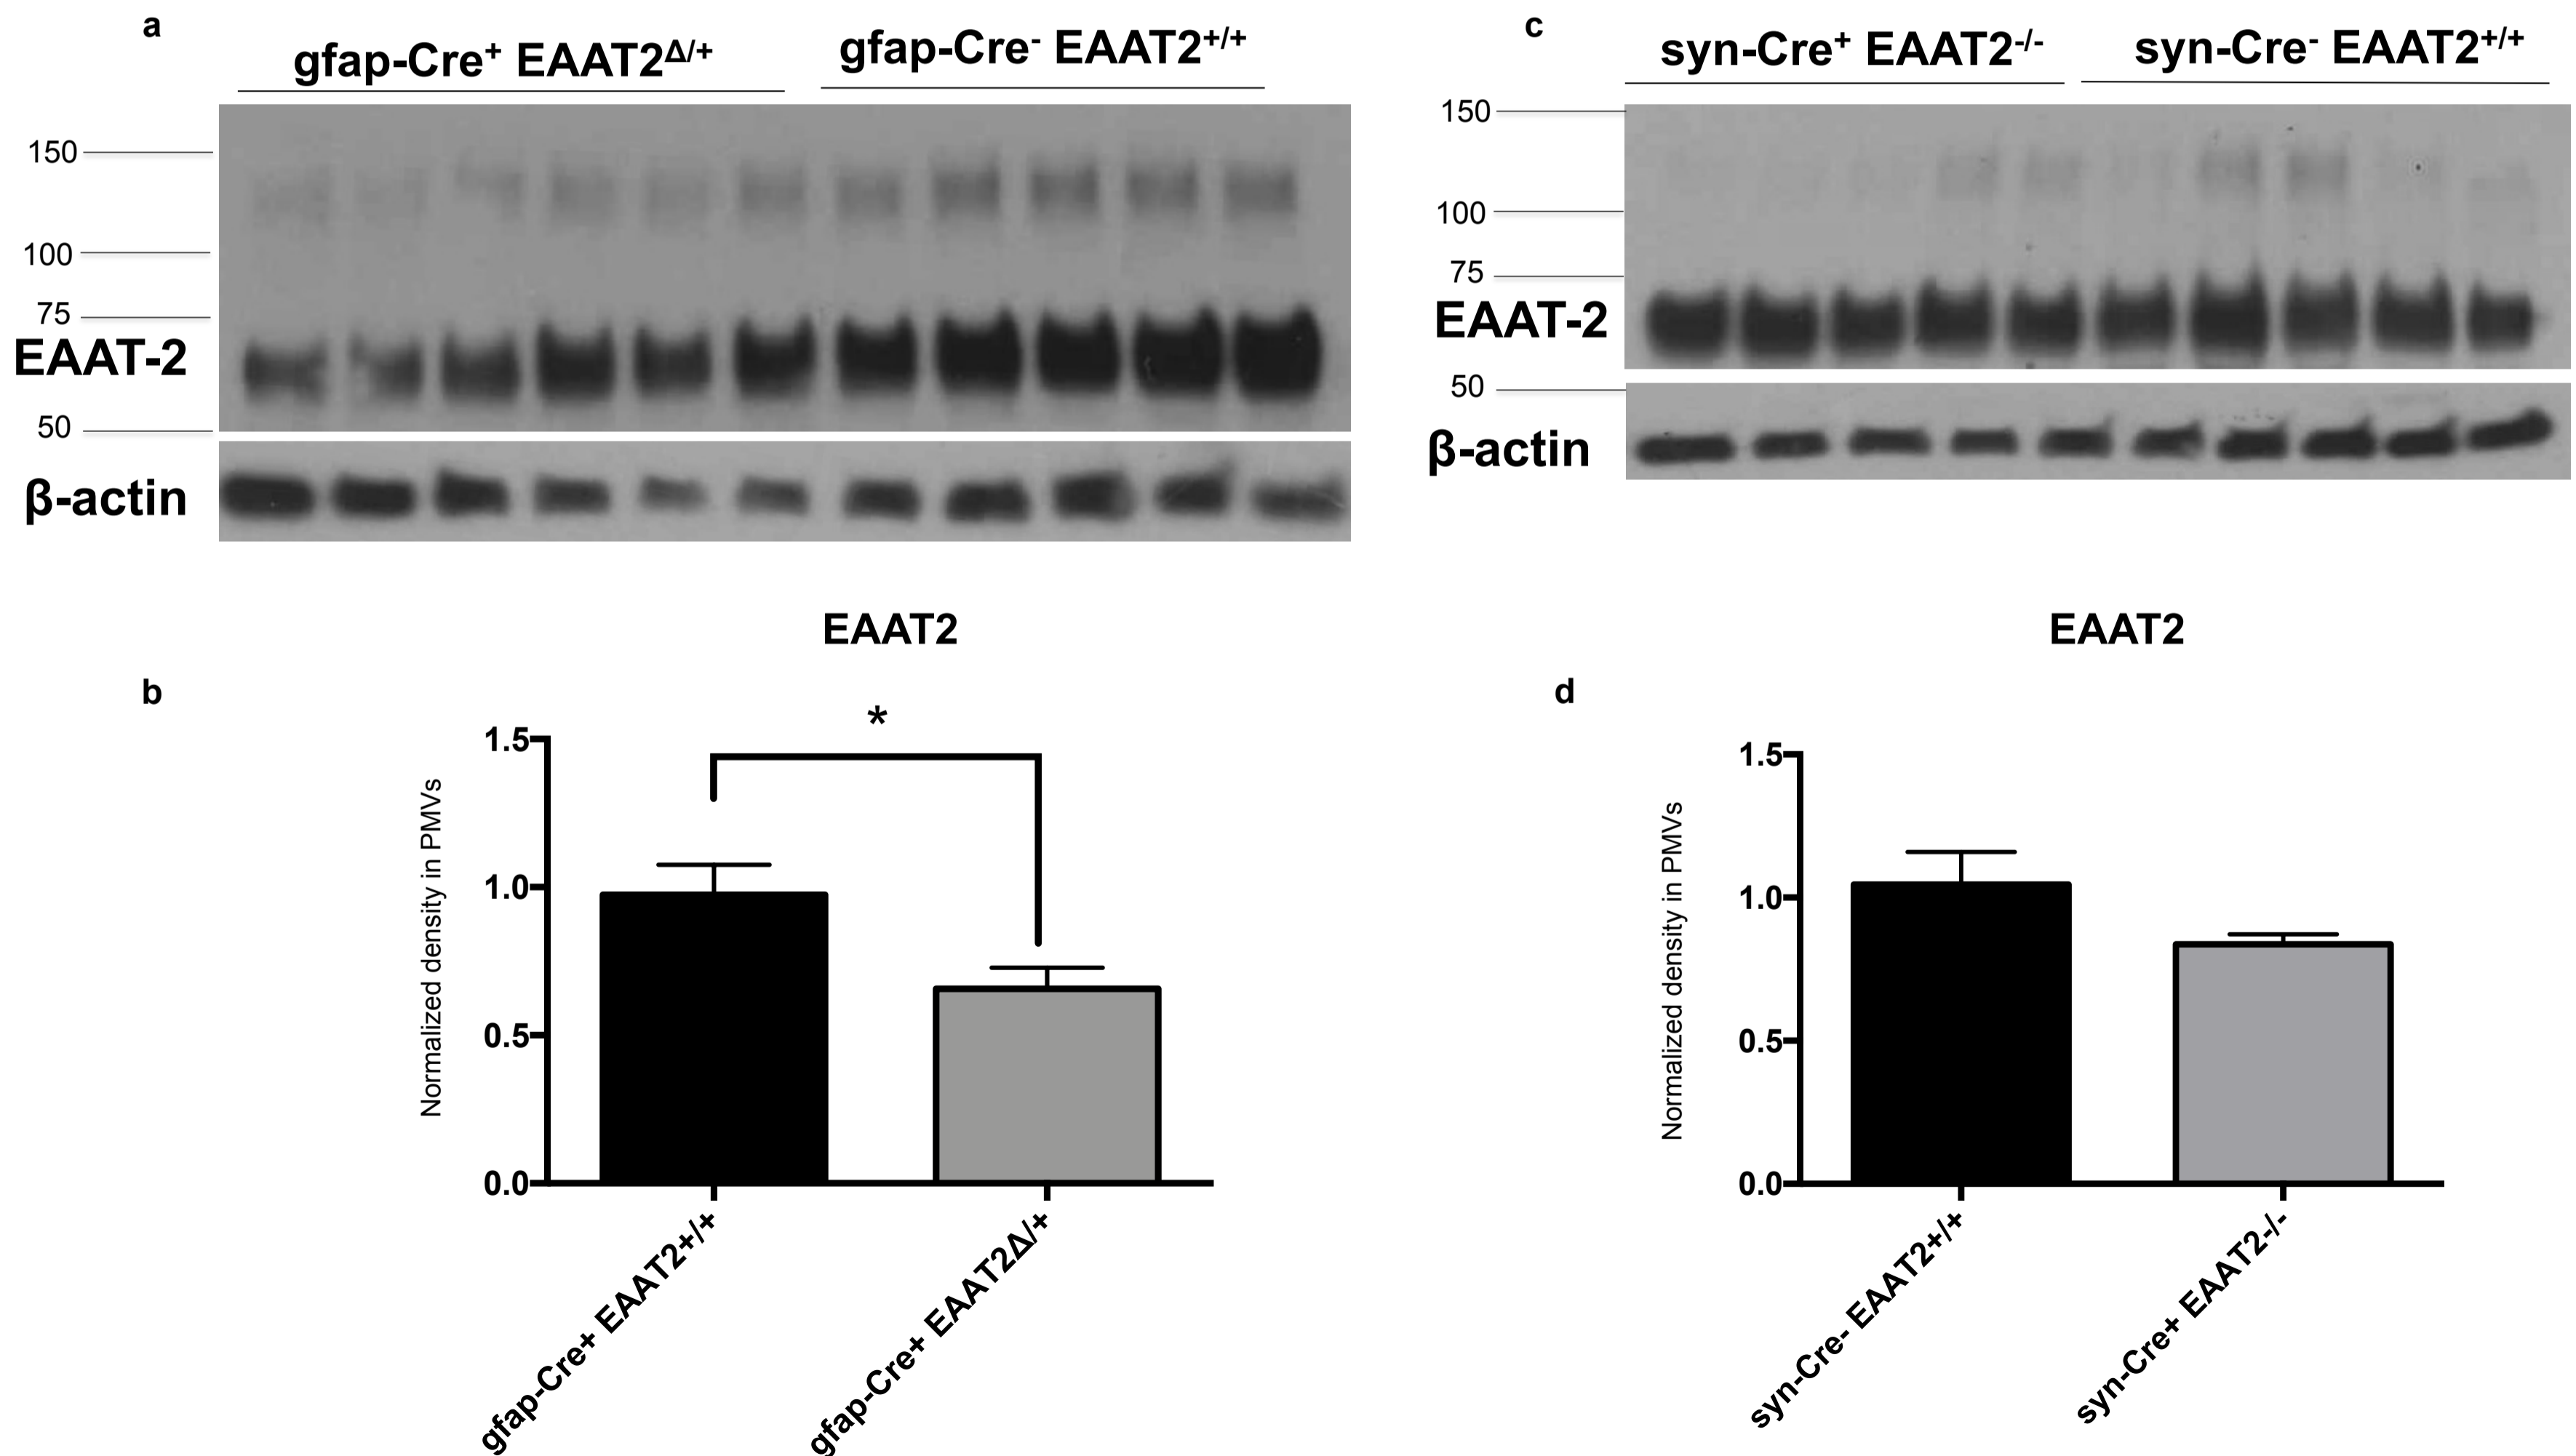 a
gfap-Cre⁺ EAAT2^Δ/+
gfap-Cre⁻ EAAT2^+/+
150
100
75
EAAT-2
50
β-actin
c
syn-Cre⁺ EAAT2^-/-
syn-Cre⁻ EAAT2^+/+
150
100
75
EAAT-2
50
β-actin
b
EAAT2
*
Normalized density in PMVs
1.5
1.0
0.5
0.0
gfap-Cre+ EAAT2+/+
gfap-Cre+ EAAT2Δ/+
d
EAAT2
Normalized density in PMVs
1.5
1.0
0.5
0.0
syn-Cre- EAAT2+/+
syn-Cre+ EAAT2-/-